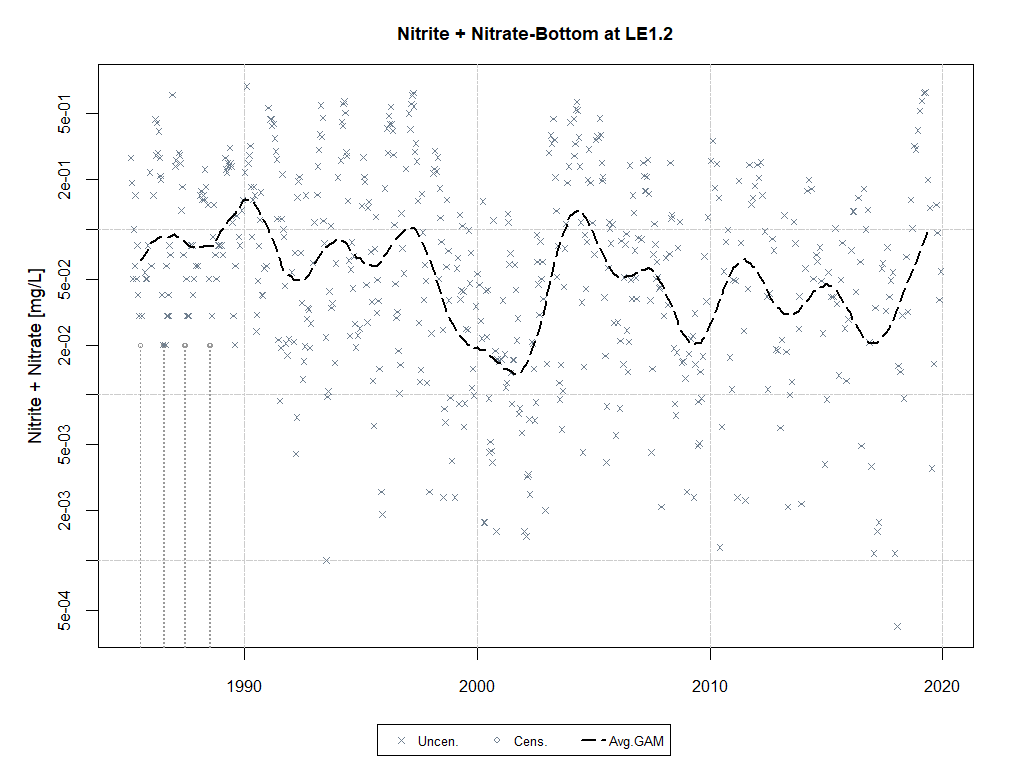 Nitrite + Nitrate-Bottom at LE1.2
Nitrite + Nitrate [mg/L]
5e-01
2e-01
5e-02
2e-02
5e-03
2e-03
5e-04
1990
2000
2010
2020
Uncen.
Cens.
Avg.GAM